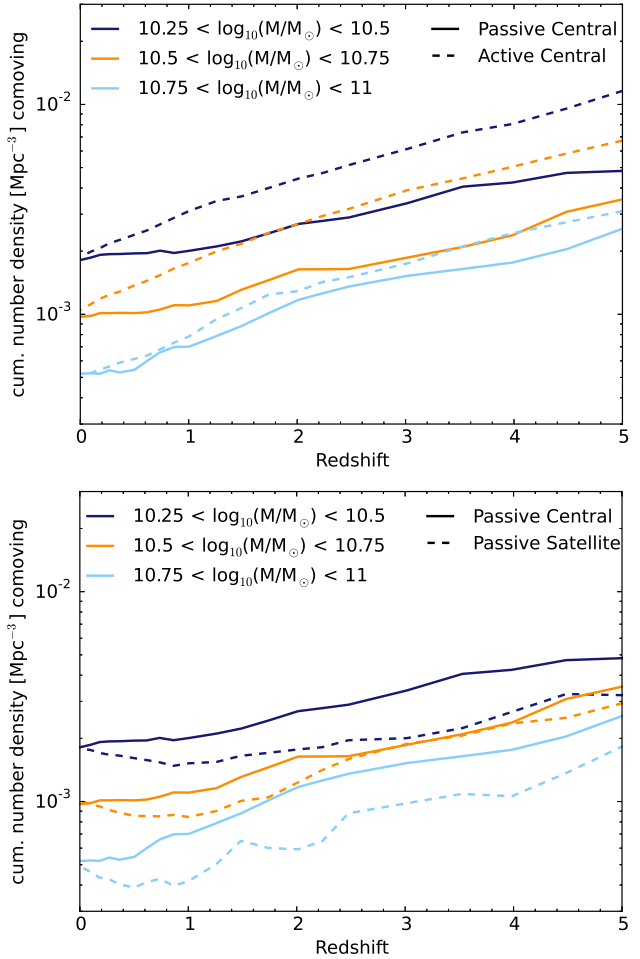 10.25 < log₁₀(M/M☉) < 10.5 Passive Central
10.5 < log₁₀(M/M☉) < 10.75 Active Central
10.75 < log₁₀(M/M☉) < 11
cum. number density [Mpc⁻³] comoving
10⁻²
10⁻³
0 1 2 3 4 5
Redshift
10.25 < log₁₀(M/M☉) < 10.5 Passive Central
10.5 < log₁₀(M/M☉) < 10.75 Passive Satellite
10.75 < log₁₀(M/M☉) < 11
cum. number density [Mpc⁻³] comoving
10⁻²
10⁻³
0 1 2 3 4 5
Redshift